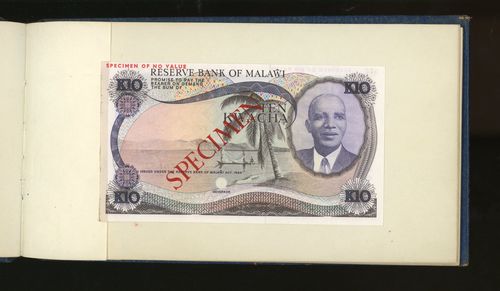 SPECIMEN OF NO VALUE
RESERVE BANK OF MALAWI
PROMISE TO PAY THE
BEARER ON DEMAND
THE SUM OF
K10
K10
TEN
KWACHA
SPECIMEN
ISSUED UNDER THE RESERVE BANK OF MALAWI ACT, 1964
GOVERNOR
K10
K10